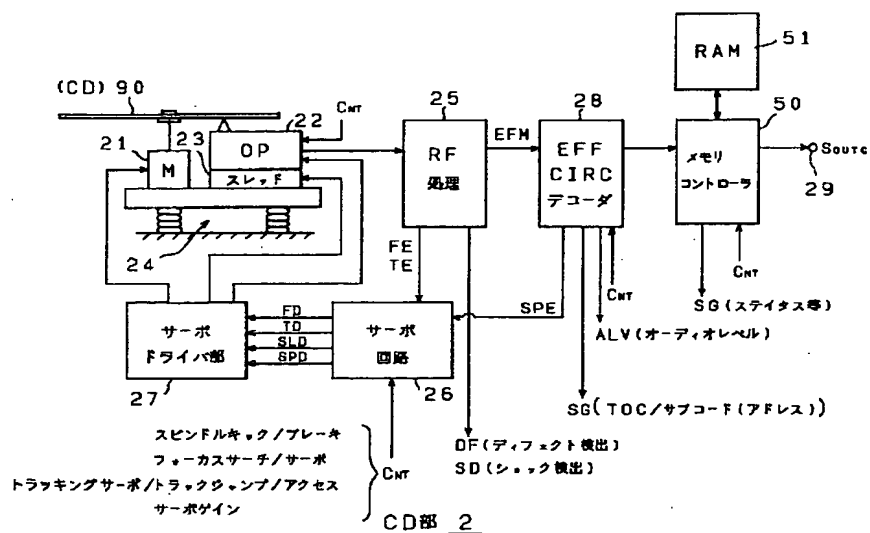 RAM
51
(CD) 90
CNT
25
28
50
22
23
21
M
OP
スレッド
RF
処理
EFM
EFF
CIRC
デコーダ
メモリ
コントローラ
SOUTC
29
24
FE
TE
CNT
CNT
SG(ステイタス等)
SPE
ALV(オーディオレベル)
サーボ
ドライバ部
FD
TD
SLD
SPD
サーボ
回路
27
26
SG(TOC/サブコード(アドレス))
DF(ディフェクト検出)
SD(ショック検出)
スピンドルキック/ブレーキ
フォーカスサーチ/サーボ
トラッキングサーボ/トラックジャンプ/アクセス
サーボゲイン
CNT
CD部 2